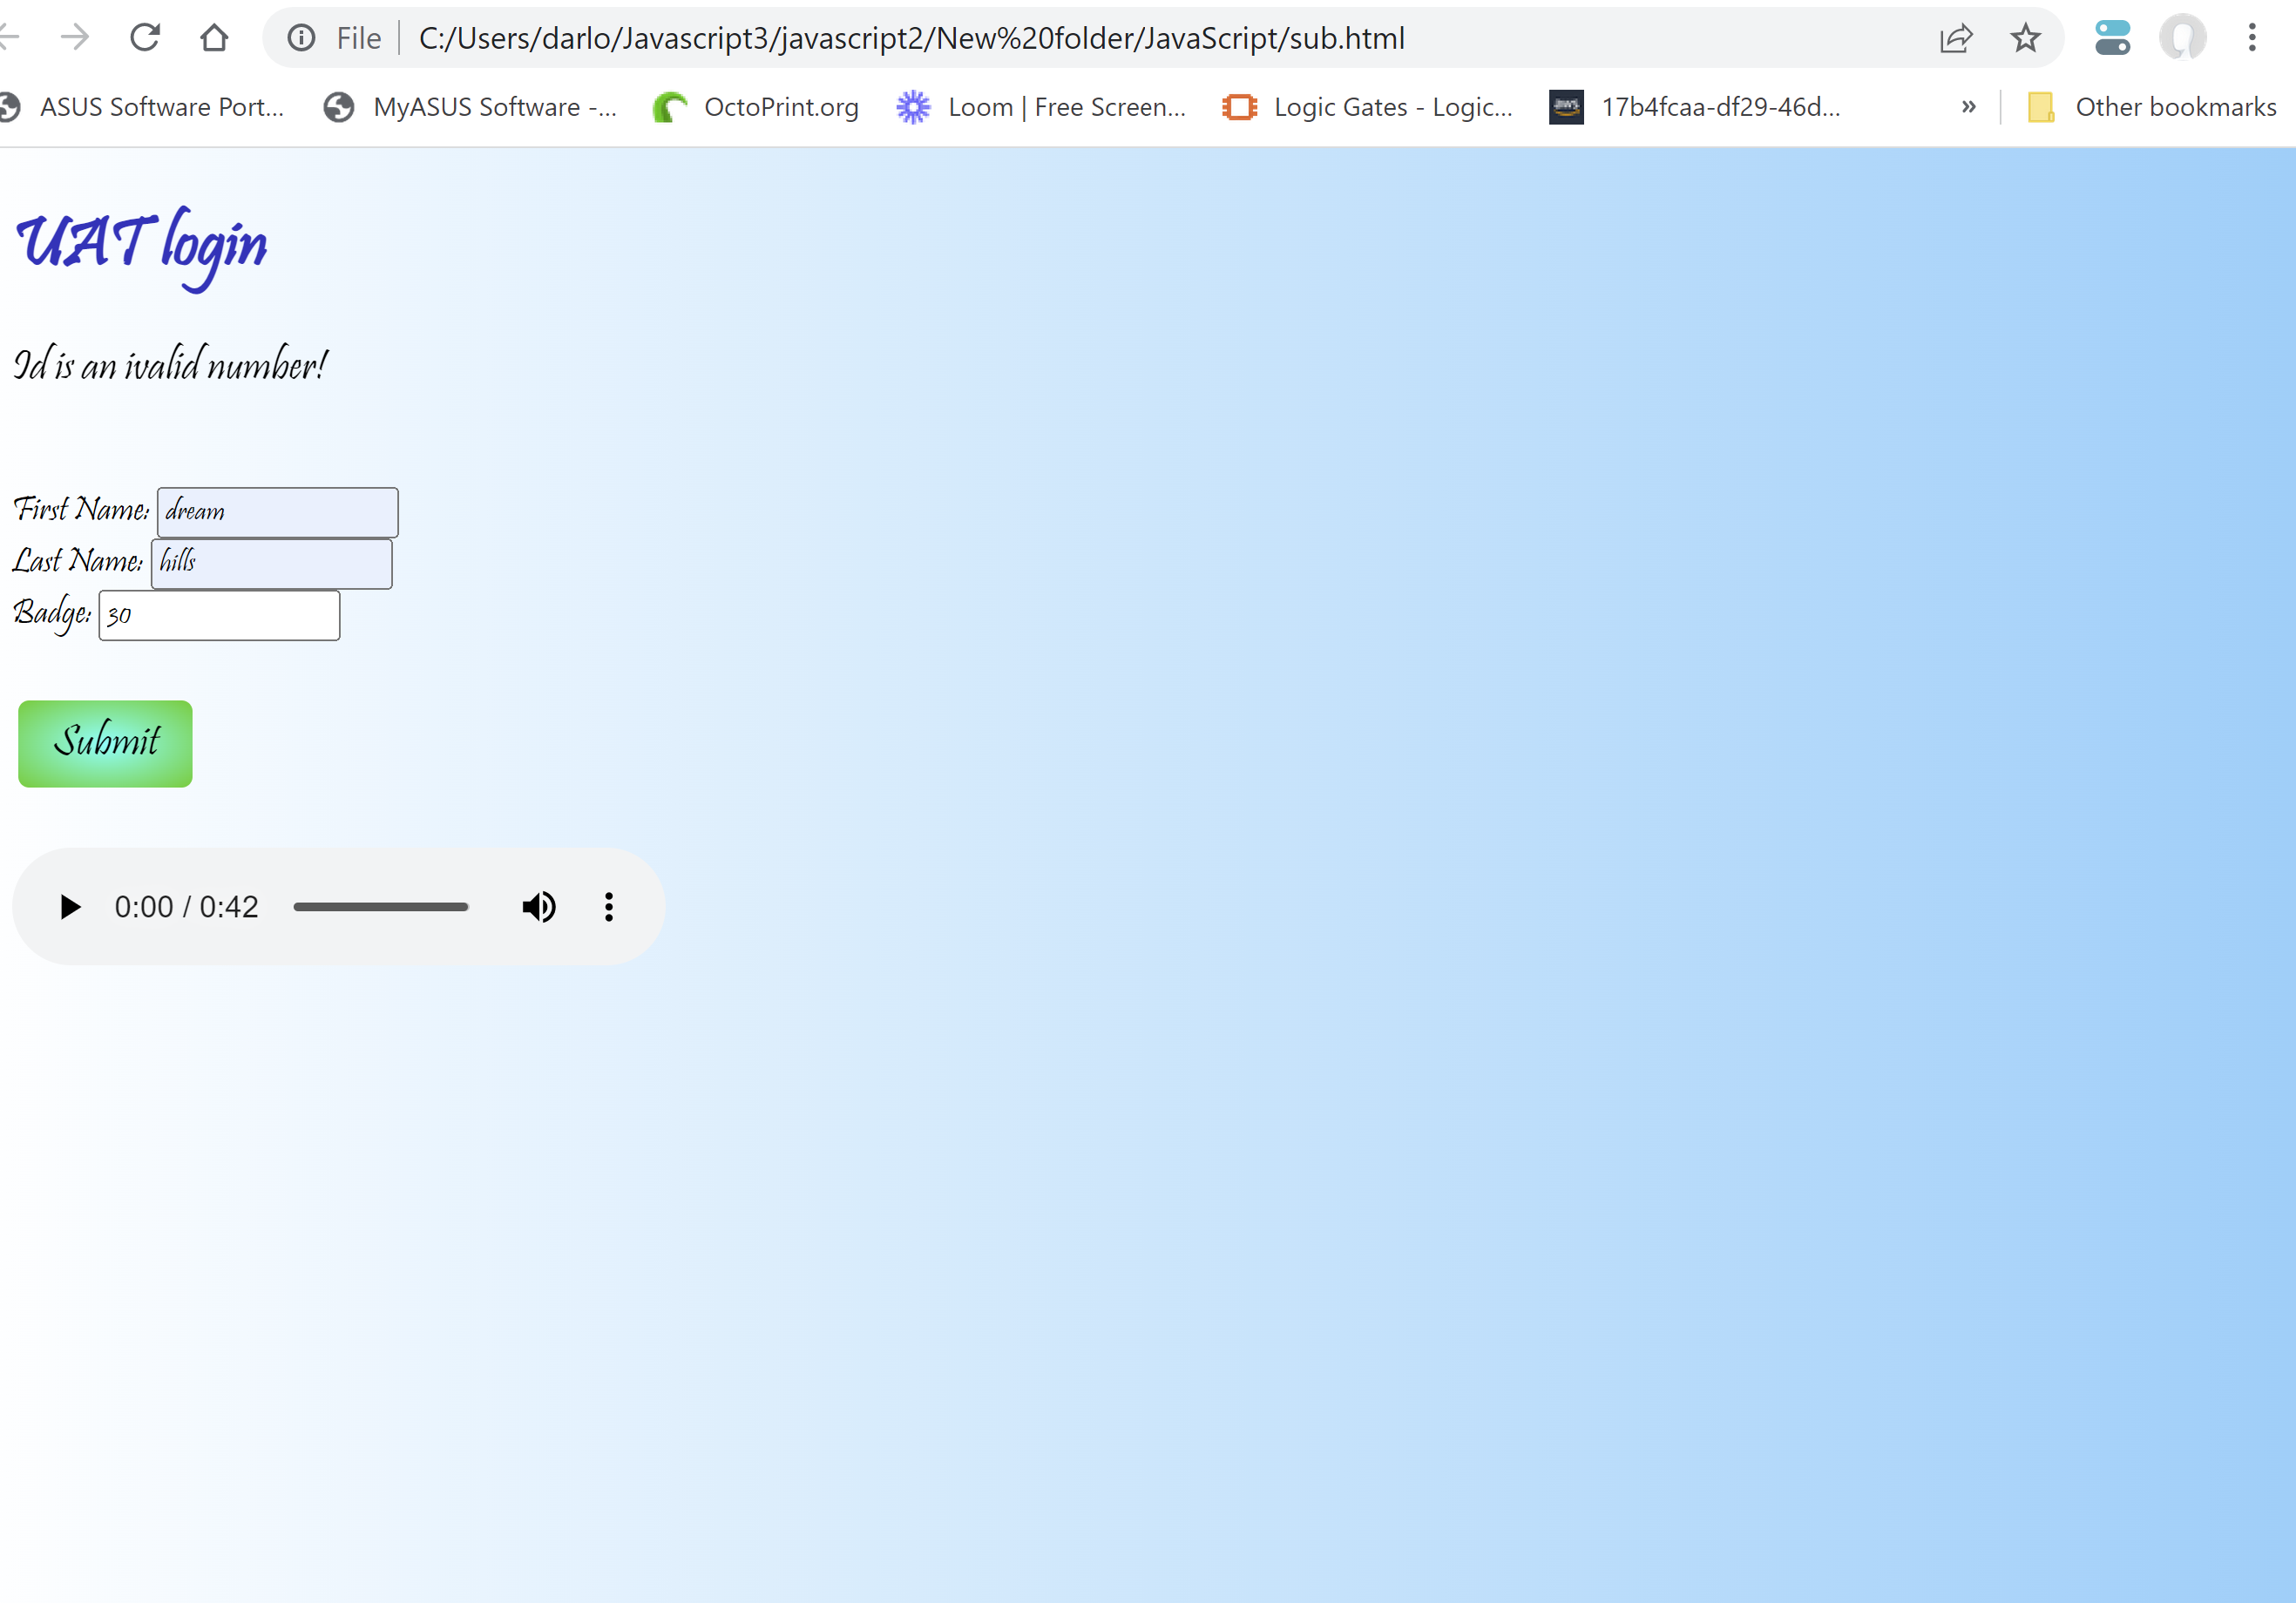 File | C:/Users/darlo/Javascript3/javascript2/New%20folder/JavaScript/sub.html
ASUS Software Port... MyASUS Software -... OctoPrint.org Loom | Free Screen... Logic Gates - Logic... 17b4fcaa-df29-46d... » Other bookmarks
UAT login
Id is an ivalid number!
First Name: dream
Last Name: hills
Badge: 30
Submit
0:00 / 0:42